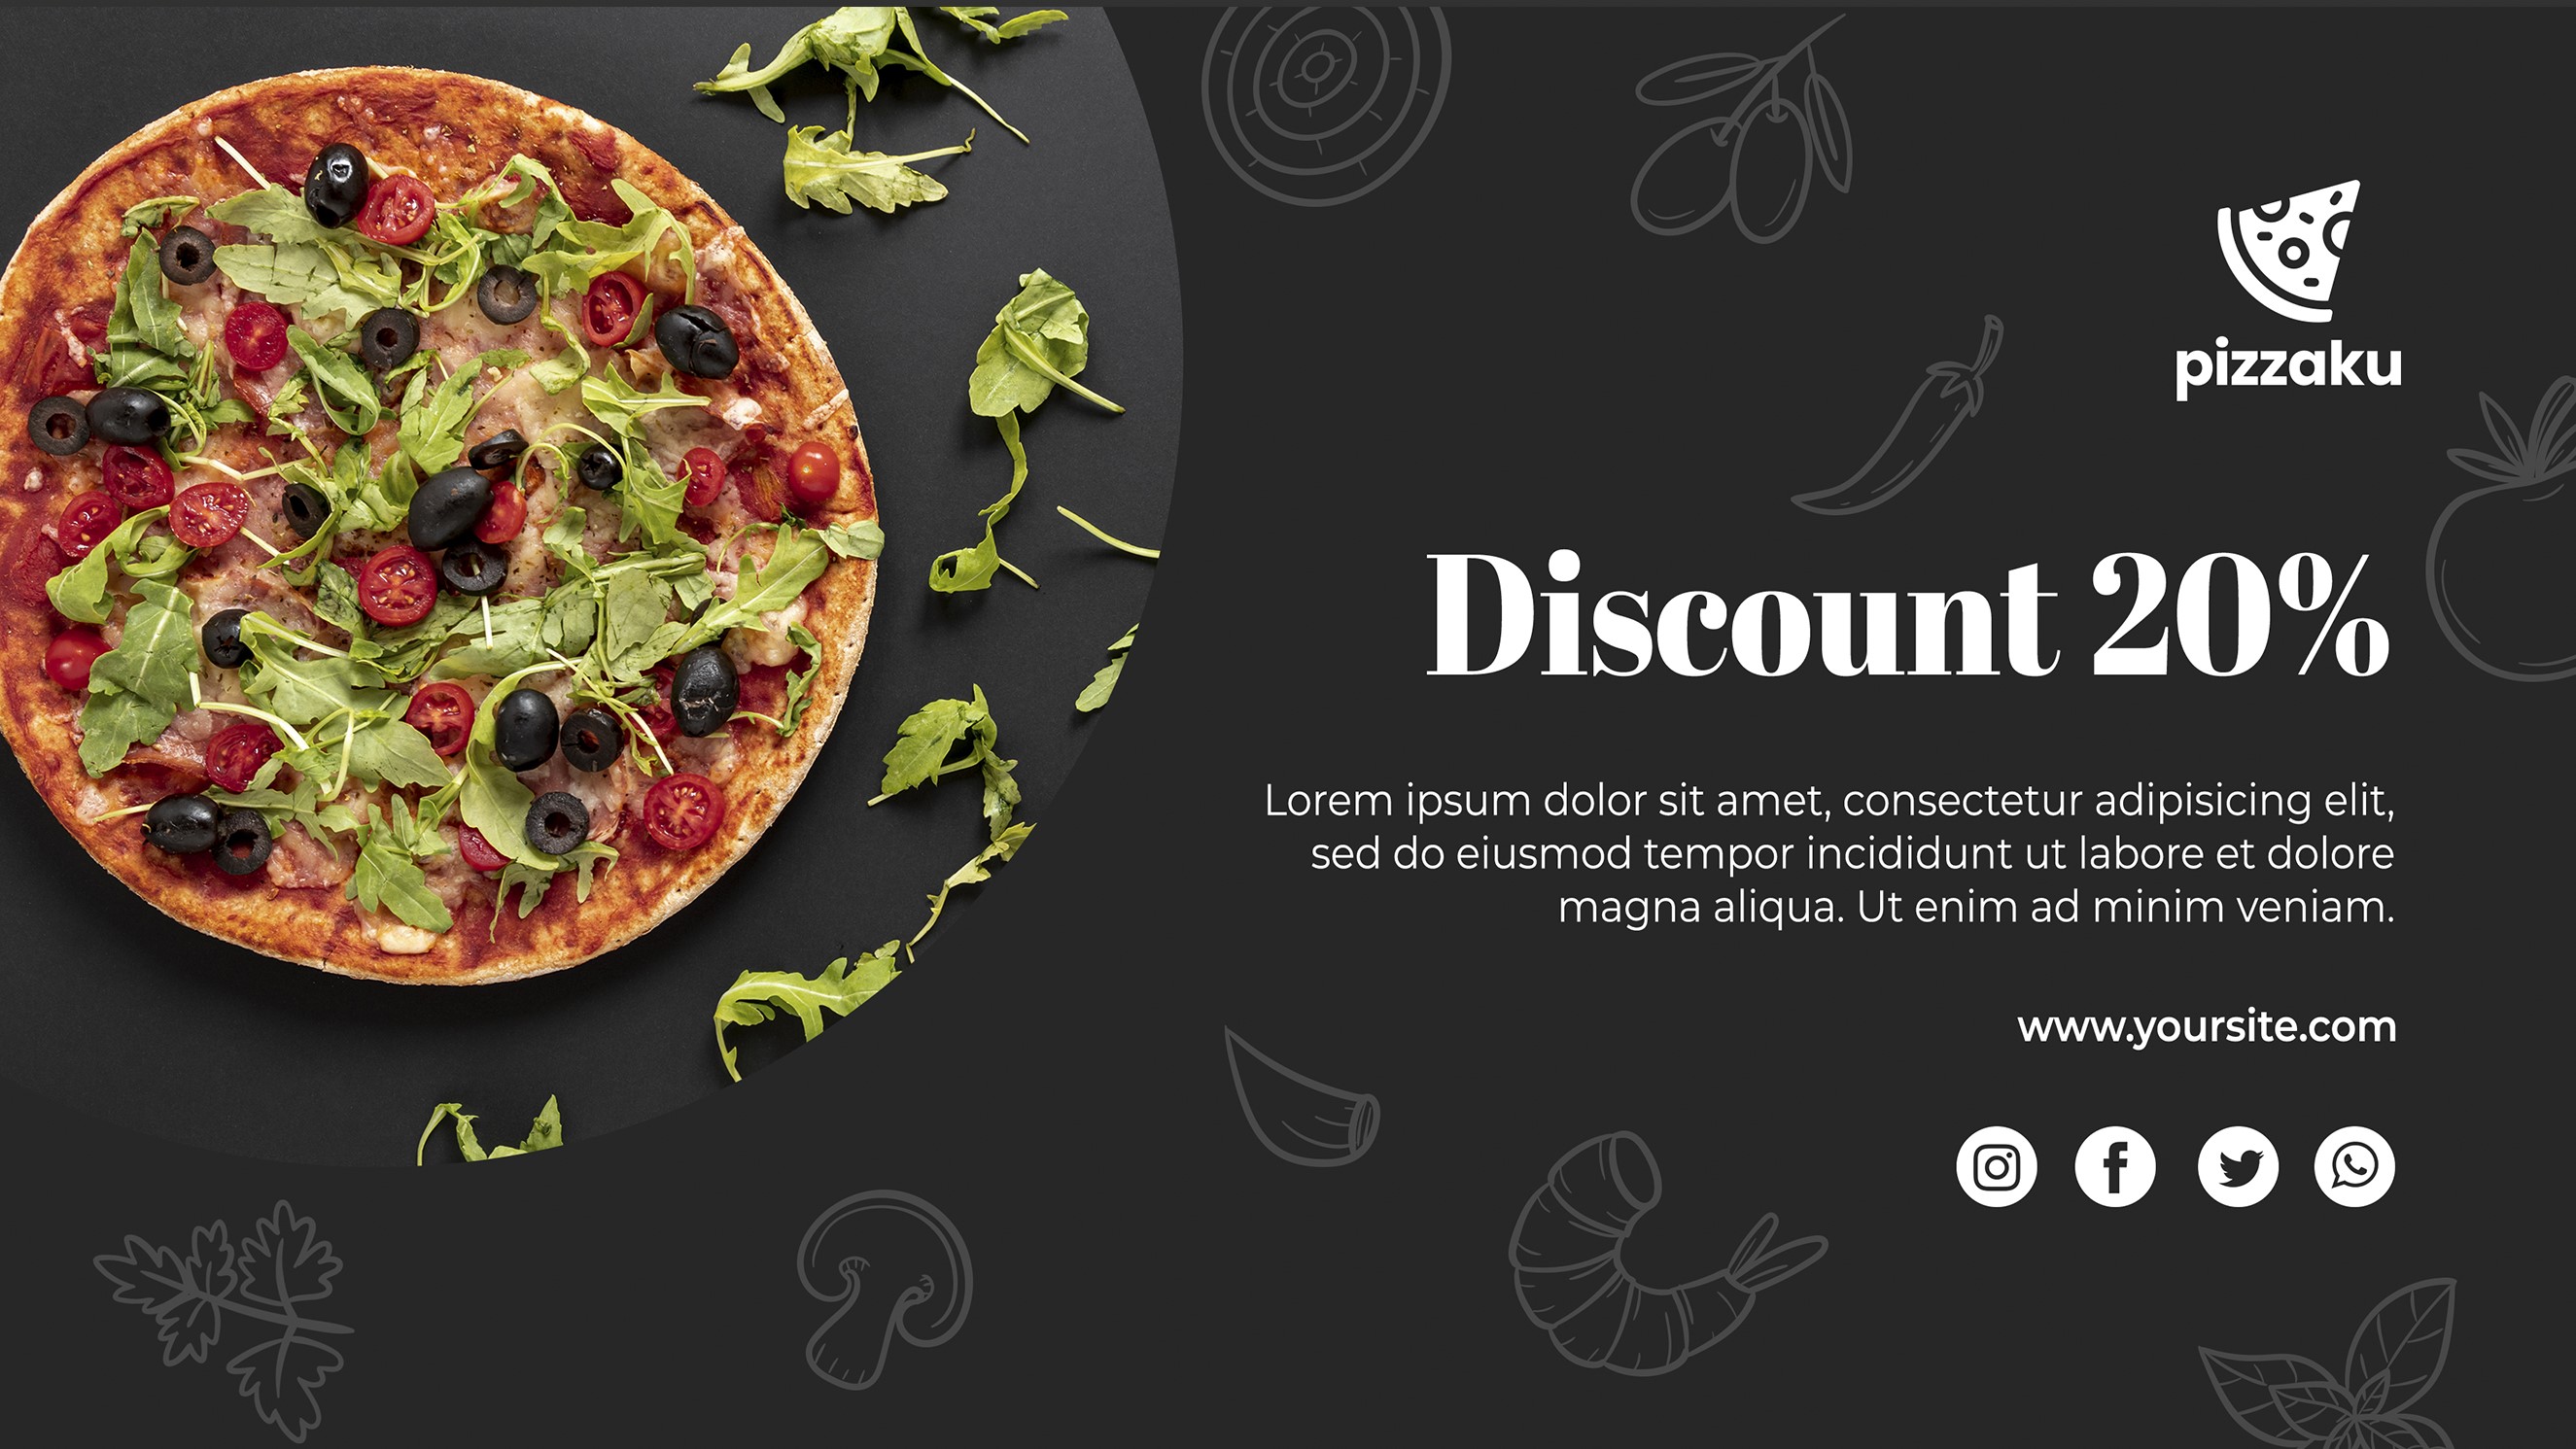 pizzaku
Discount 20%
Lorem ipsum dolor sit amet, consectetur adipisicing elit,
sed do eiusmod tempor incididunt ut labore et dolore
magna aliqua. Ut enim ad minim veniam.
www.yoursite.com